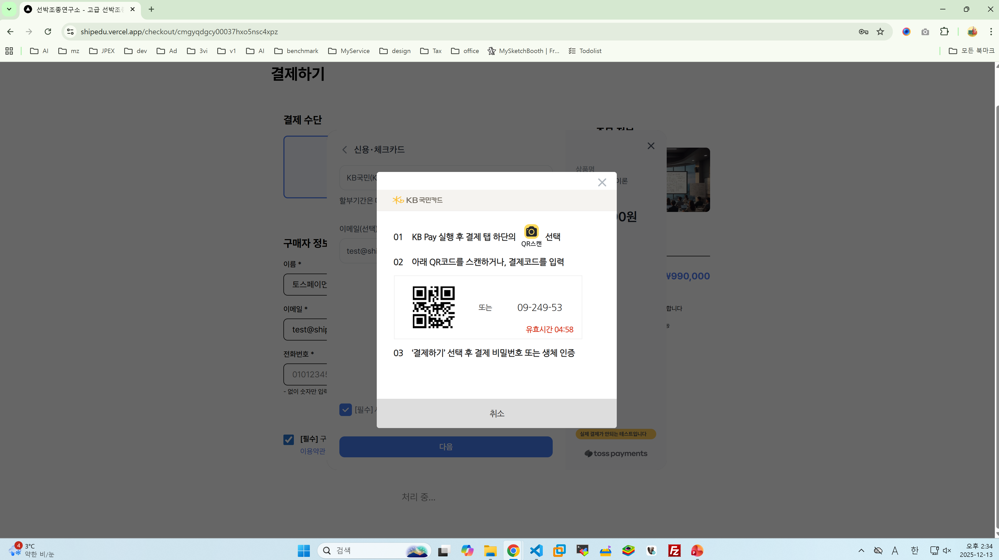 선박조종연구소 - 고급 선박조종
shipedu.vercel.app/checkout/cmgyqdgcy00037hxo5nsc4xpz
AI mz JPEX dev Ad 3vi v1 AI benchmark MyService design Tax office MySketchBooth | Fr... Todolist 모든 북마크
결제하기
결제 수단
신용·체크카드
상품명
KB국민(K
이론
할부기간은
00원
이메일(선택)
test@shi
구매자 정보
이름 *
토스페이먼
₩990,000
이메일 *
합니다
test@ship
전화번호 *
0101234
- 없이 숫자만 입력
[필수]
[필수] 구
이용약관
다음
실제 결제가 안되는 테스트입니다
toss payments
처리 중...
KB국민카드
01 KB Pay 실행 후 결제 탭 하단의 QR스캔 선택
02 아래 QR코드를 스캔하거나, 결제코드를 입력
또는 09-249-53
유효시간 04:58
03 ‘결제하기’ 선택 후 결제 비밀번호 또는 생체 인증
취소
4
3°C
약한 비/눈
검색
A 한
오후 2:34
2025-12-13